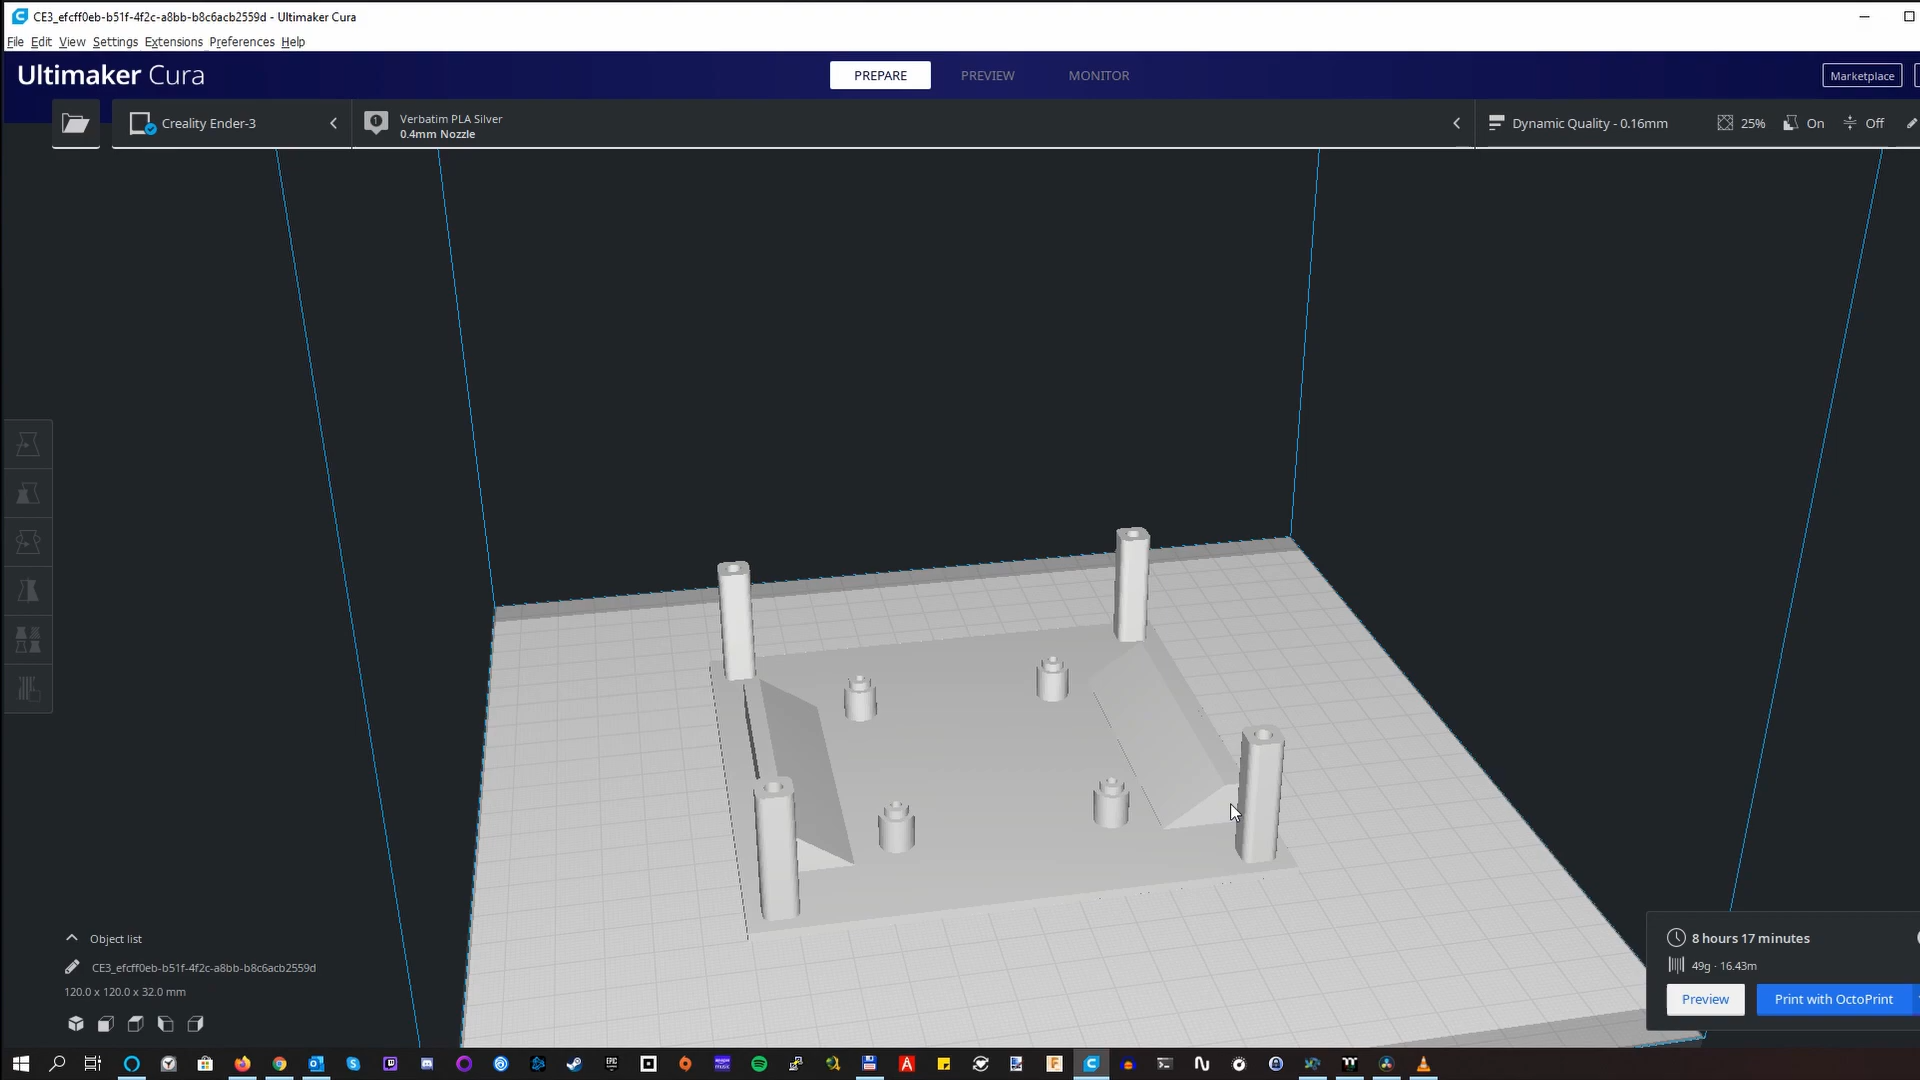 CE3_efcff0eb-b51f-4f2c-a8bb-b8c6acb2559d - Ultimaker Cura
File Edit View Settings Extensions Preferences Help
Ultimaker Cura
PREPARE
PREVIEW
MONITOR
Marketplace
Creality Ender-3
1
Verbatim PLA Silver
0.4mm Nozzle
Dynamic Quality - 0.16mm
25%
On
Off
Object list
CE3_efcff0eb-b51f-4f2c-a8bb-b8c6acb2559d
120.0 x 120.0 x 32.0 mm
8 hours 17 minutes
49g · 16.43m
Preview
Print with OctoPrint